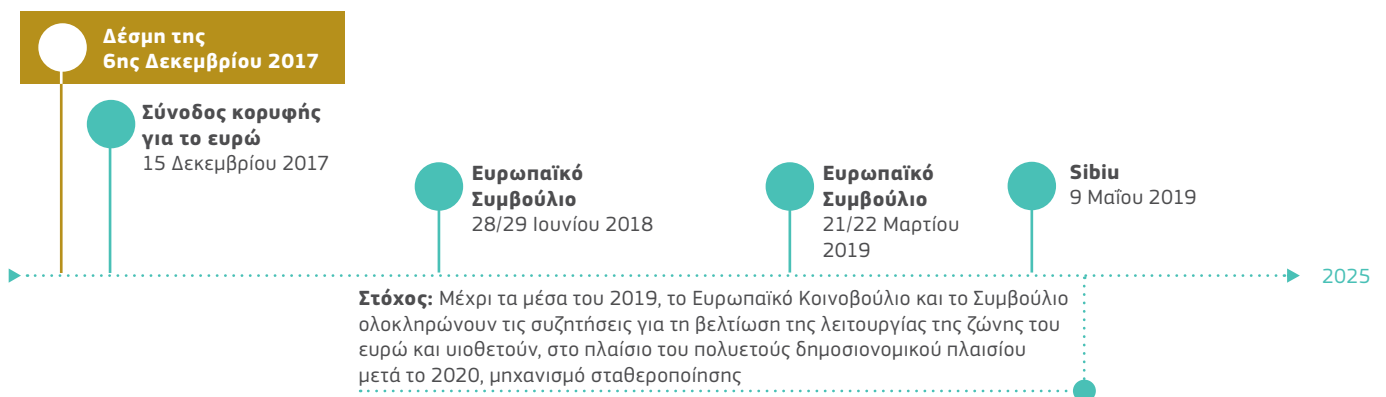 Δέσμη της
6ης Δεκεμβρίου 2017
Σύνοδος κορυφής
για το ευρώ
15 Δεκεμβρίου 2017
Ευρωπαϊκό
Συμβούλιο
28/29 Ιουνίου 2018
Ευρωπαϊκό
Συμβούλιο
21/22 Μαρτίου
2019
Sibiu
9 Μαΐου 2019
2025
Στόχος: Μέχρι τα μέσα του 2019, το Ευρωπαϊκό Κοινοβούλιο και το Συμβούλιο
ολοκληρώνουν τις συζητήσεις για τη βελτίωση της λειτουργίας της ζώνης του
ευρώ και υιοθετούν, στο πλαίσιο του πολυετούς δημοσιονομικού πλαισίου
μετά το 2020, μηχανισμό σταθεροποίησης